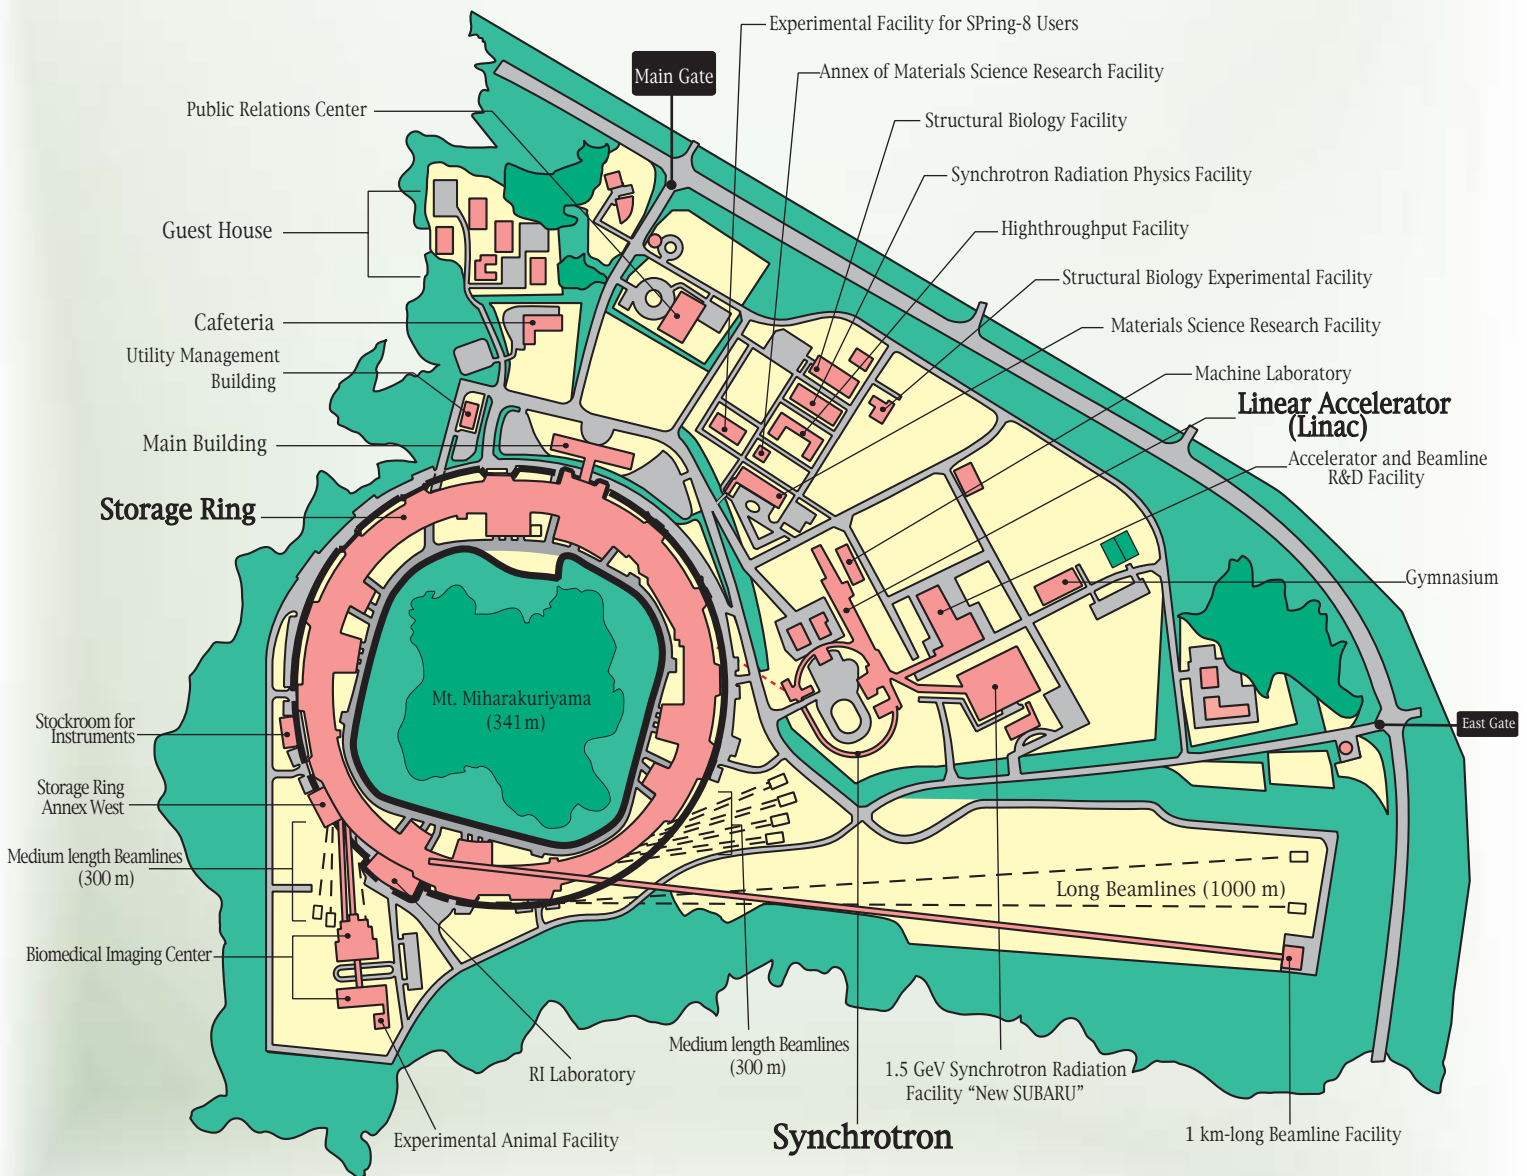 Experimental Facility for SPring-8 Users
Main Gate
Annex of Materials Science Research Facility
Public Relations Center
Structural Biology Facility
Synchrotron Radiation Physics Facility
Guest House
Highthroughput Facility
Structural Biology Experimental Facility
Cafeteria
Materials Science Research Facility
Utility Management
Building
Machine Laboratory
Linear Accelerator
(Linac)
Main Building
Accelerator and Beamline
R&D Facility
Storage Ring
Gymnasium
Mt. Miharakuriyama
(341m)
Stockroom for
Instruments
East Gate
Storage Ring
Annex West
Medium length Beamlines
(300 m)
Long Beamlines (1000 m)
Biomedical Imaging Center
Medium length Beamlines
(300 m)
RI Laboratory
1.5 GeV Synchrotron Radiation
Facility “New SUBARU”
Experimental Animal Facility
Synchrotron
1 km-long Beamline Facility